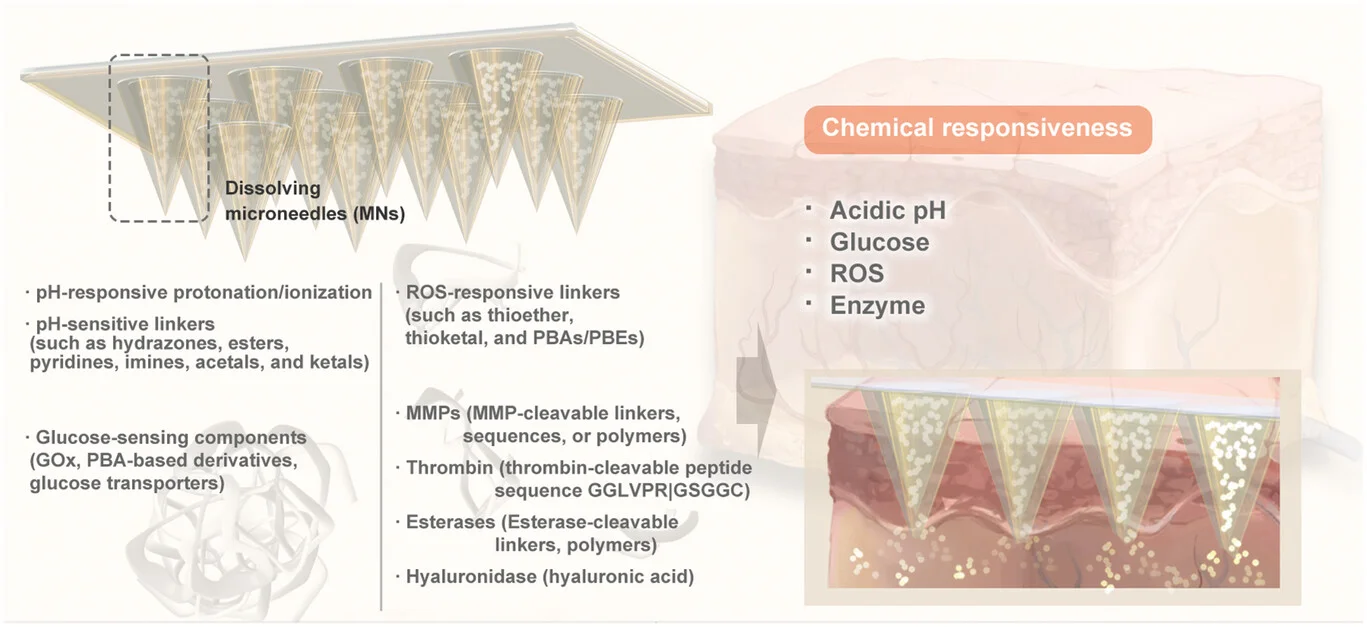 Dissolving
microneedles (MNs)
· pH-responsive protonation/ionization
· pH-sensitive linkers
(such as hydrazones, esters,
pyridines, imines, acetals, and ketals)
· Glucose-sensing components
(GOx, PBA-based derivatives,
glucose transporters)
· ROS-responsive linkers
(such as thioether,
thioketal, and PBAs/PBEs)
· MMPs (MMP-cleavable linkers,
sequences, or polymers)
· Thrombin (thrombin-cleavable peptide
sequence GGLVPR|GSGGC)
· Esterases (Esterase-cleavable
linkers, polymers)
· Hyaluronidase (hyaluronic acid)
Chemical responsiveness
· Acidic pH
· Glucose
· ROS
· Enzyme